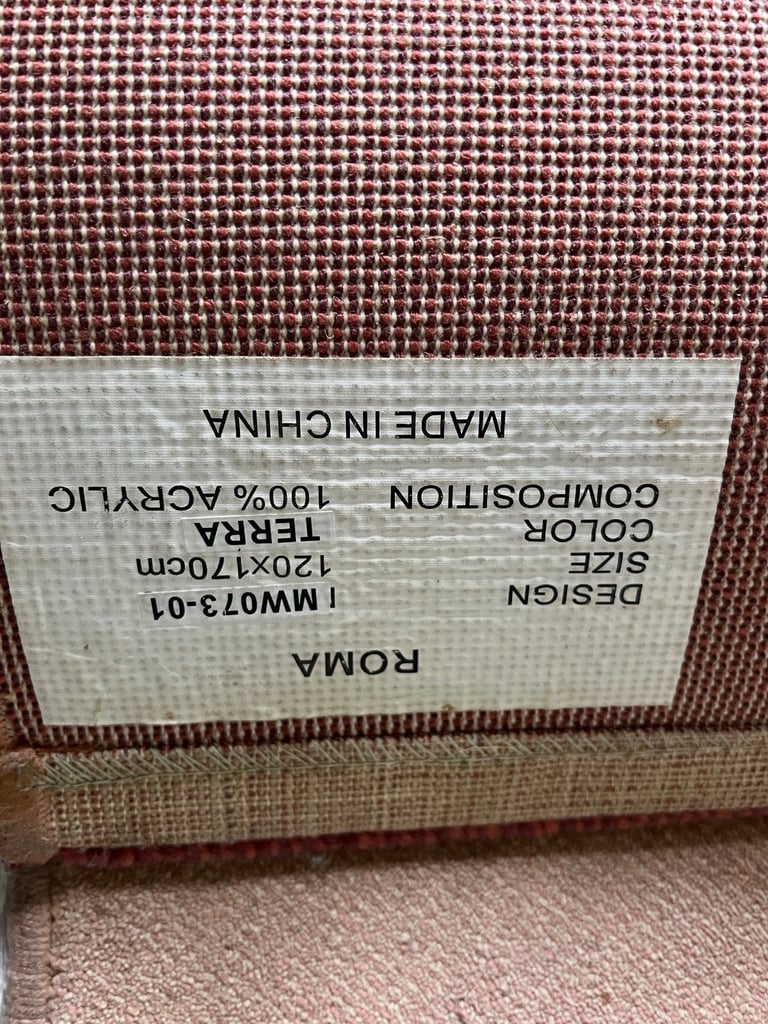 ROMA
DESIGN MW073-01
SIZE 120x170cm
COLOR TERRA
COMPOSITION 100% ACRYLIC
MADE IN CHINA